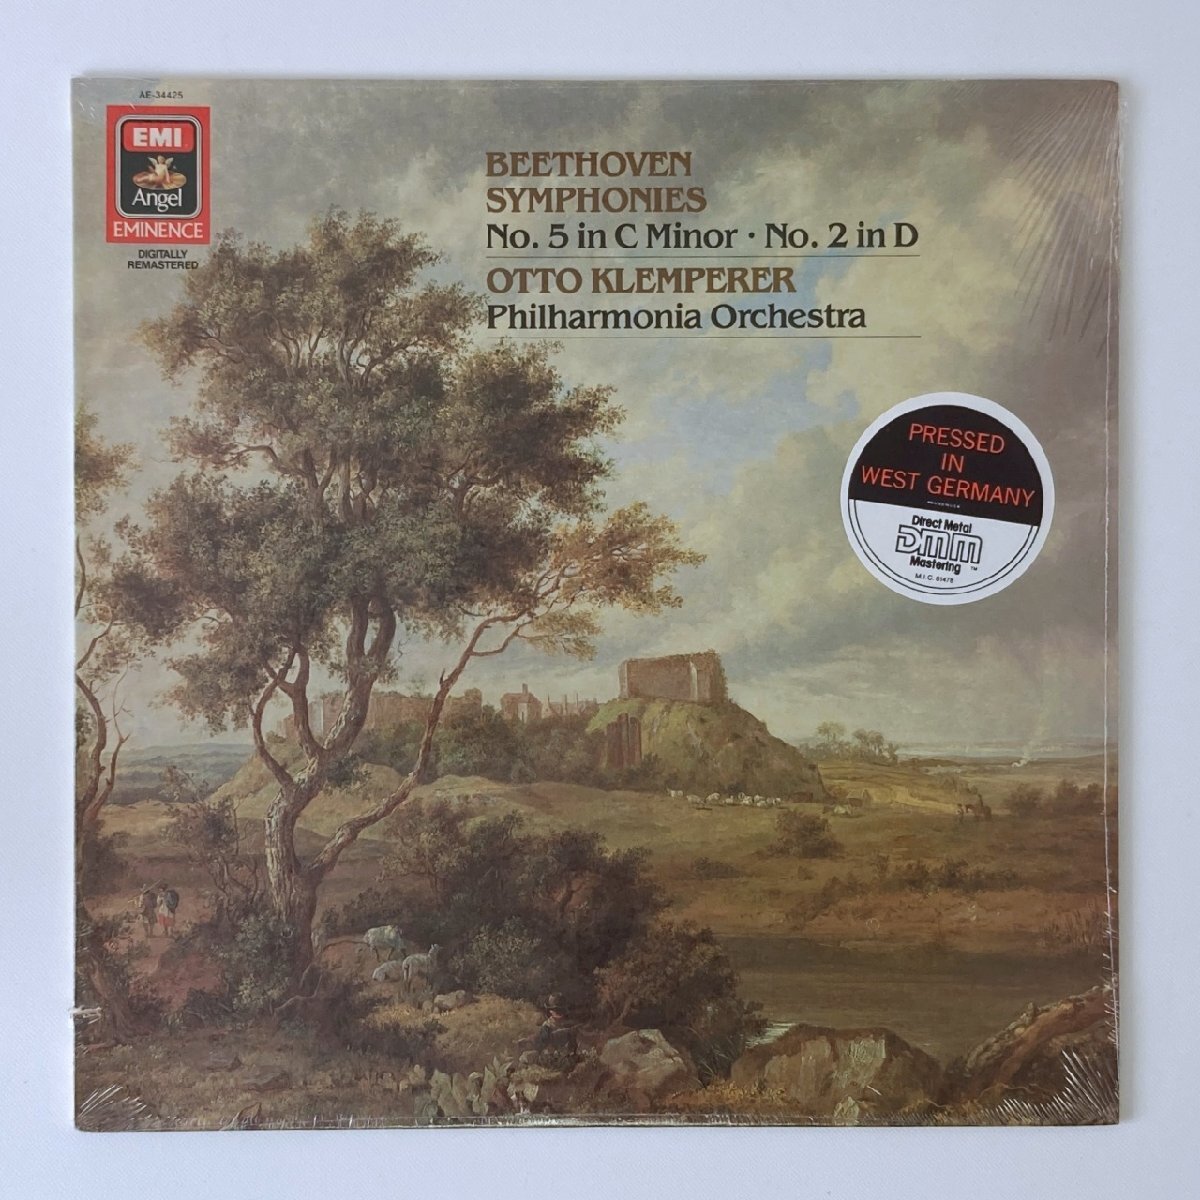 AE-34425
EMI
Angel
EMINENCE
DIGITALLY
REMASTERED
BEETHOVEN
SYMPHONIES
No. 5 in C Minor · No. 2 in D
OTTO KLEMPERER
Philharmonia Orchestra
PRESSED
IN
WEST GERMANY
Direct Metal
DMM
Mastering
TM